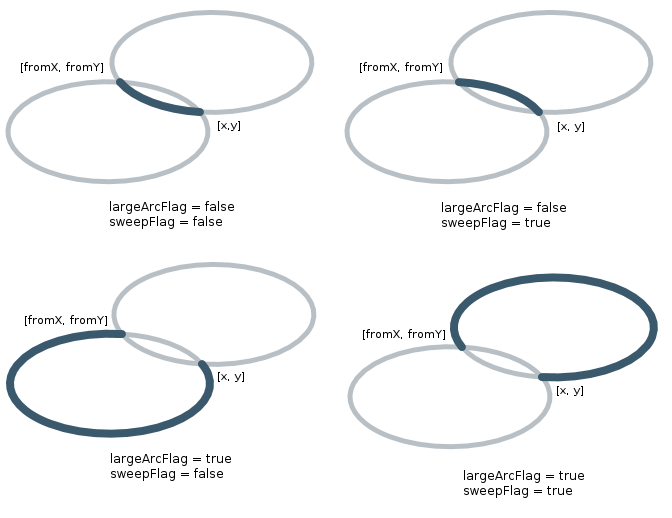 [fromX, fromY]
[x,y]
largeArcFlag = false
sweepFlag = false
[fromX, fromY]
[x, y]
largeArcFlag = false
sweepFlag = true
[fromX, fromY]
[x, y]
largeArcFlag = true
sweepFlag = false
[fromX, fromY]
[x, y]
largeArcFlag = true
sweepFlag = true